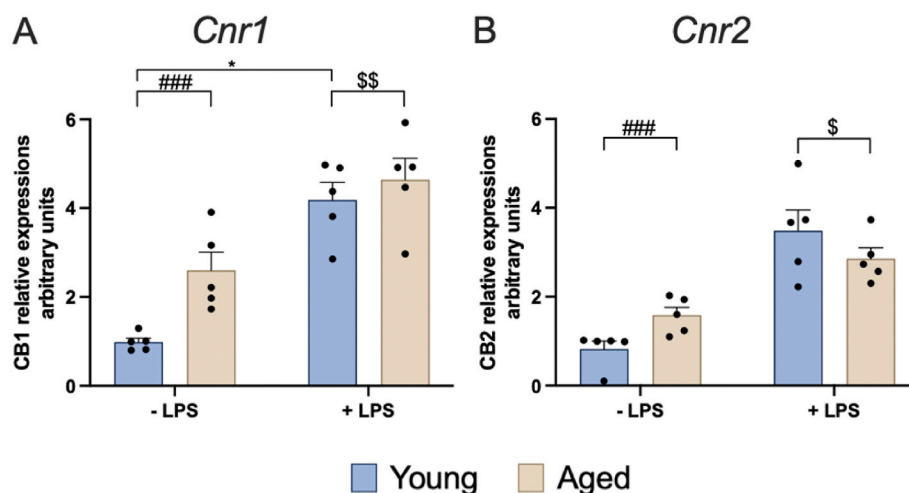 A
Cnr1
*
###
$$
CB1 relative expressions
arbitrary units
6
4
2
0
- LPS
+ LPS
B
Cnr2
###
$
CB2 relative expressions
arbitrary units
6
4
2
0
- LPS
+ LPS
Young
Aged